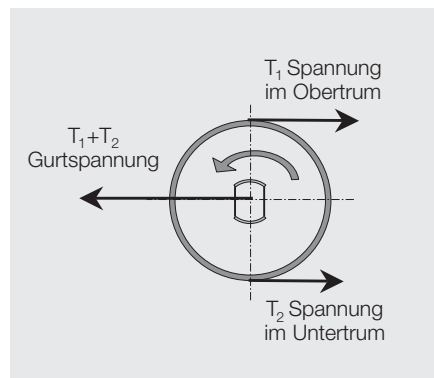 T₁ Spannung
im Obertrum
T₁+T₂
Gurtspannung
T₂ Spannung
im Untertrum